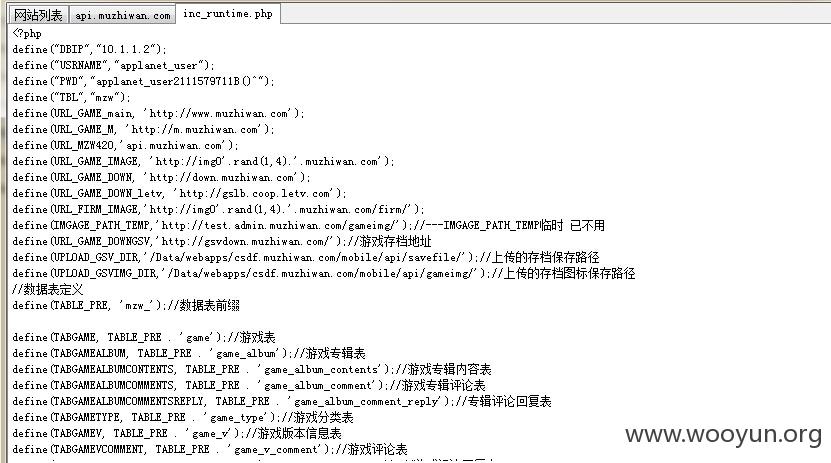 网站列表 api.muzhiwan.com inc_runtime.php
<?php
define("DBIP","10.1.1.2");
define("USRNAME","applanet_user");
define("PWD","applanet_user2111579711B()^");
define("TBL","mzw");
define(URL_GAME_main, 'http://www.muzhiwan.com');
define(URL_GAME_M, 'http://m.muzhiwan.com');
define(URL_MZW420,'api.muzhiwan.com');
define(URL_GAME_IMAGE, 'http://img0'.rand(1,4).'.muzhiwan.com');
define(URL_GAME_DOWN, 'http://down.muzhiwan.com');
define(URL_GAME_DOWN_letv, 'http://gslb.coop.letv.com');
define(URL_FIRM_IMAGE,'http://img0'.rand(1,4).'.muzhiwan.com/firm/');
define(IMGAGE_PATH_TEMP,'http://test.admin.muzhiwan.com/gameimg/');//---IMGAGE_PATH_TEMP临时 已不用
define(URL_GAME_DOWNGSV,'http://gsvdown.muzhiwan.com/');//游戏存档地址
define(UPLOAD_GSV_DIR,'/Data/webapps/csdf.muzhiwan.com/mobile/api/savefile/');//上传的存档保存路径
define(UPLOAD_GSVIMG_DIR,'/Data/webapps/csdf.muzhiwan.com/mobile/api/gameimg/');//上传的存档图标保存路径
//数据表定义
define(TABLE_PRE, 'mzw_');//数据表前缀
define(TABGAME, TABLE_PRE . 'game');//游戏表
define(TABGAMEALBUM, TABLE_PRE . 'game_album');//游戏专辑表
define(TABGAMEALBUMCONTENTS, TABLE_PRE . 'game_album_contents');//游戏专辑内容表
define(TABGAMEALBUMCOMMENTS, TABLE_PRE . 'game_album_comment');//游戏专辑评论表
define(TABGAMEALBUMCOMMENTSREPLY, TABLE_PRE . 'game_album_comment_reply');//专辑评论回复表
define(TABGAMETYPE, TABLE_PRE . 'game_type');//游戏分类表
define(TABGAMEV, TABLE_PRE . 'game_v');//游戏版本信息表
define(TABGAMEVCOMMENT, TABLE_PRE . 'game_v_comment');//游戏评论表
www.wooyun.org